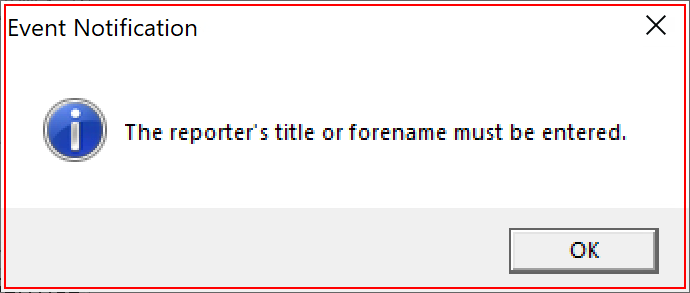 Event Notification
The reporter's title or forename must be entered.
OK